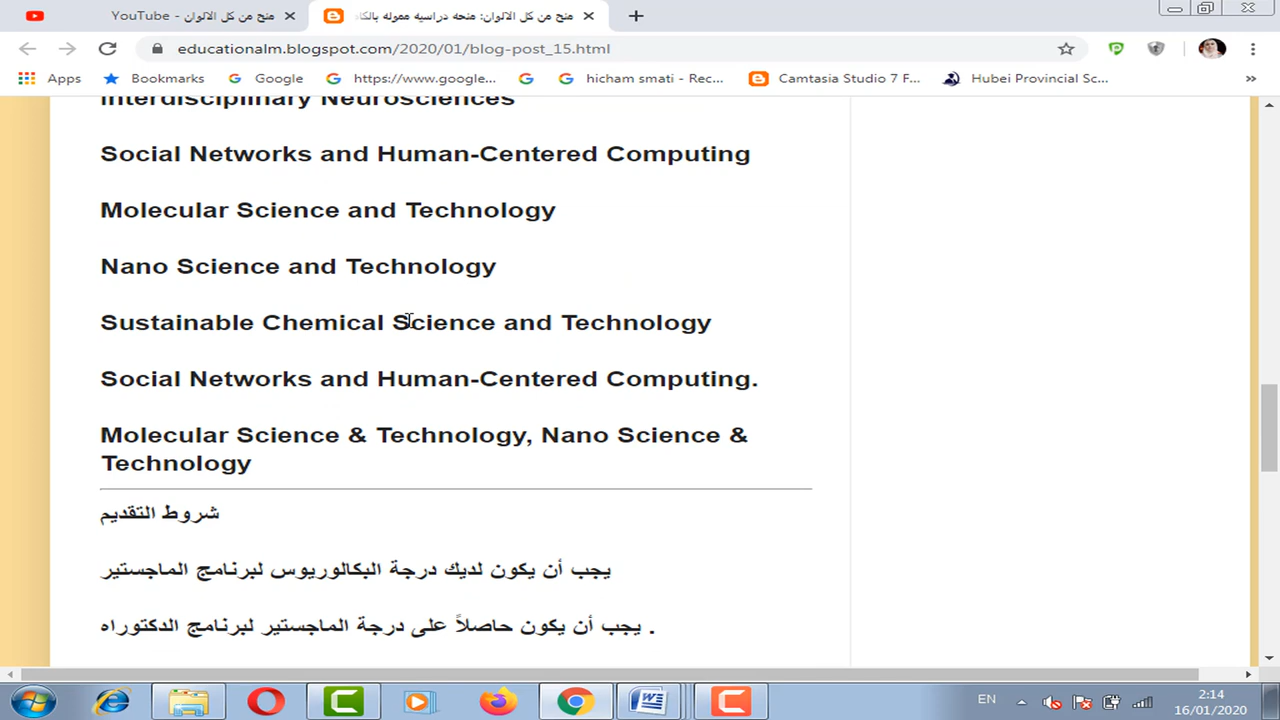 منح من كل الالوان - YouTube
منح من كل الالوان: منحه دراسيه مموله بالكا
educationalm.blogspot.com/2020/01/blog-post_15.html
Apps Bookmarks Google https://www.google... hicham smati - Rec... Camtasia Studio 7 F... Hubei Provincial Sc... »
Interdisciplinary Neurosciences
Social Networks and Human-Centered Computing
Molecular Science and Technology
Nano Science and Technology
Sustainable Chemical Science and Technology
Social Networks and Human-Centered Computing.
Molecular Science & Technology, Nano Science &
Technology
شروط التقديم
يجب أن يكون لديك درجة البكالوريوس لبرنامج الماجستير
يجب أن يكون حاصلاً على درجة الماجستير لبرنامج الدكتوراه .
EN
2:14
16/01/2020